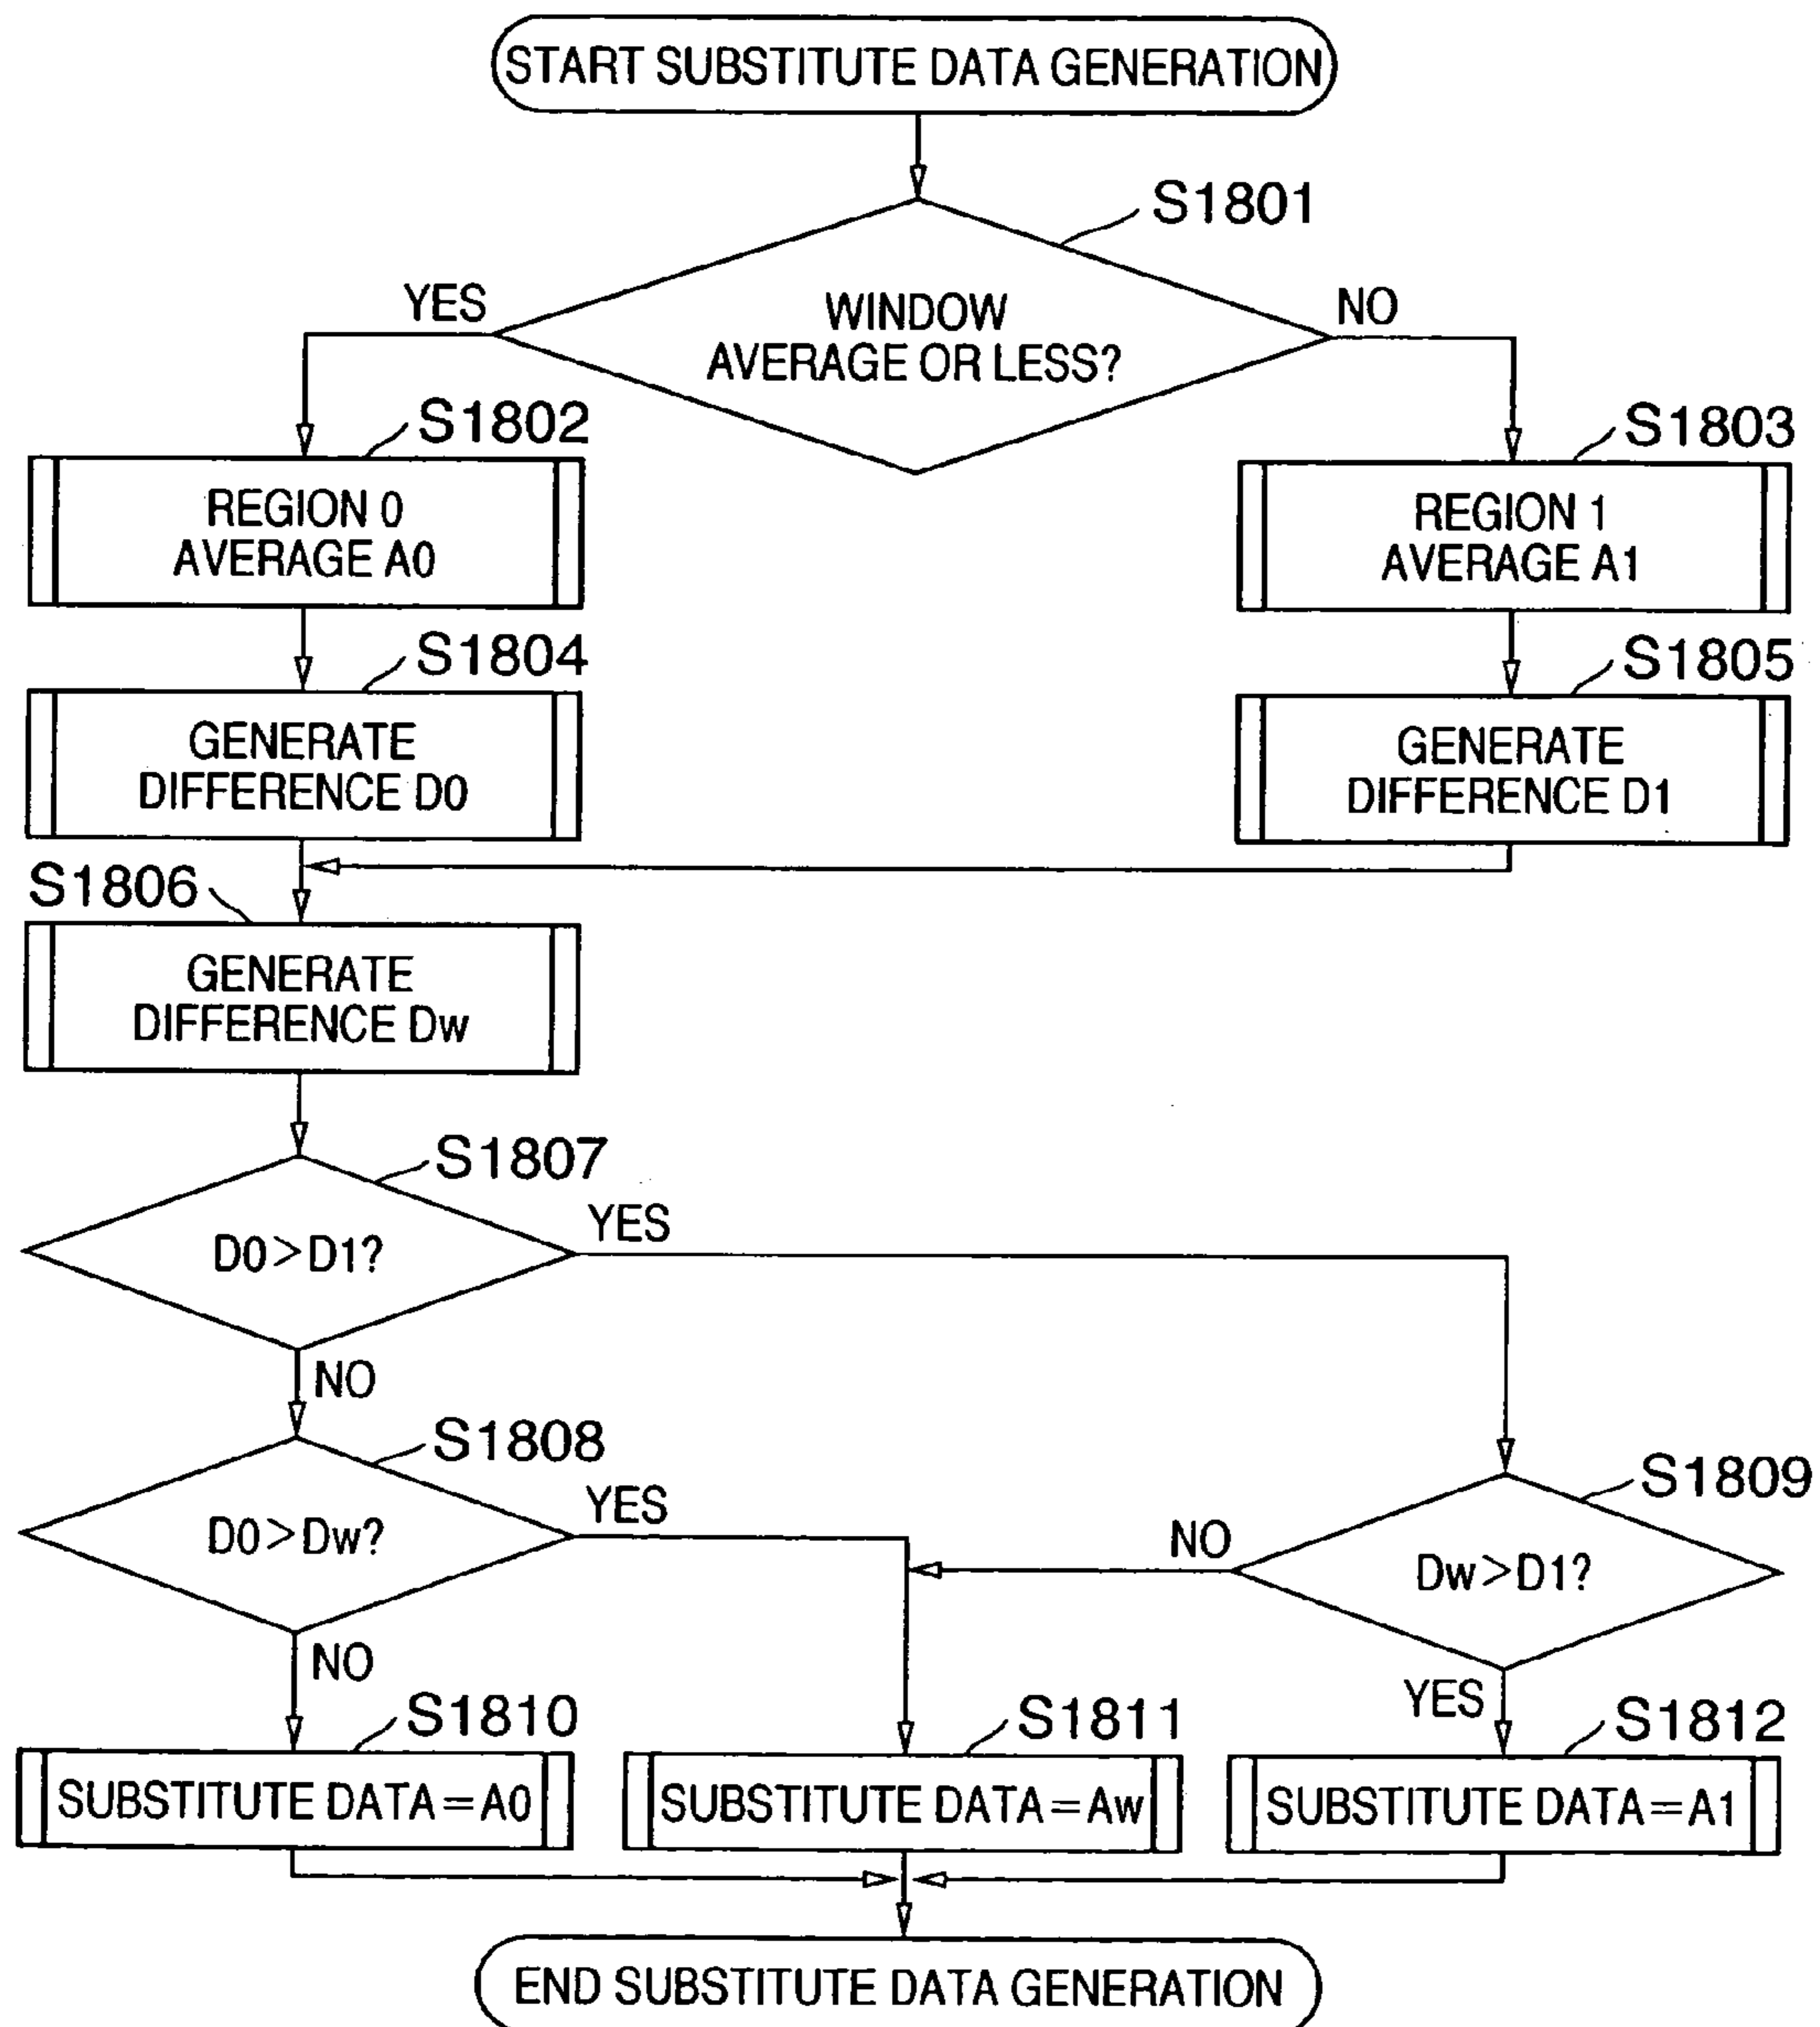 START SUBSTITUTE DATA GENERATION
S1801
YES
WINDOW
AVERAGE OR LESS?
NO
S1802
S1803
REGION 0
AVERAGE A0
REGION 1
AVERAGE A1
S1804
S1805
GENERATE
DIFFERENCE D0
GENERATE
DIFFERENCE D1
S1806
GENERATE
DIFFERENCE Dw
S1807
D0>D1?
YES
NO
S1808
S1809
D0>Dw?
YES
NO
Dw>D1?
NO
YES
S1810
S1811
S1812
SUBSTITUTE DATA=A0
SUBSTITUTE DATA=Aw
SUBSTITUTE DATA=A1
END SUBSTITUTE DATA GENERATION